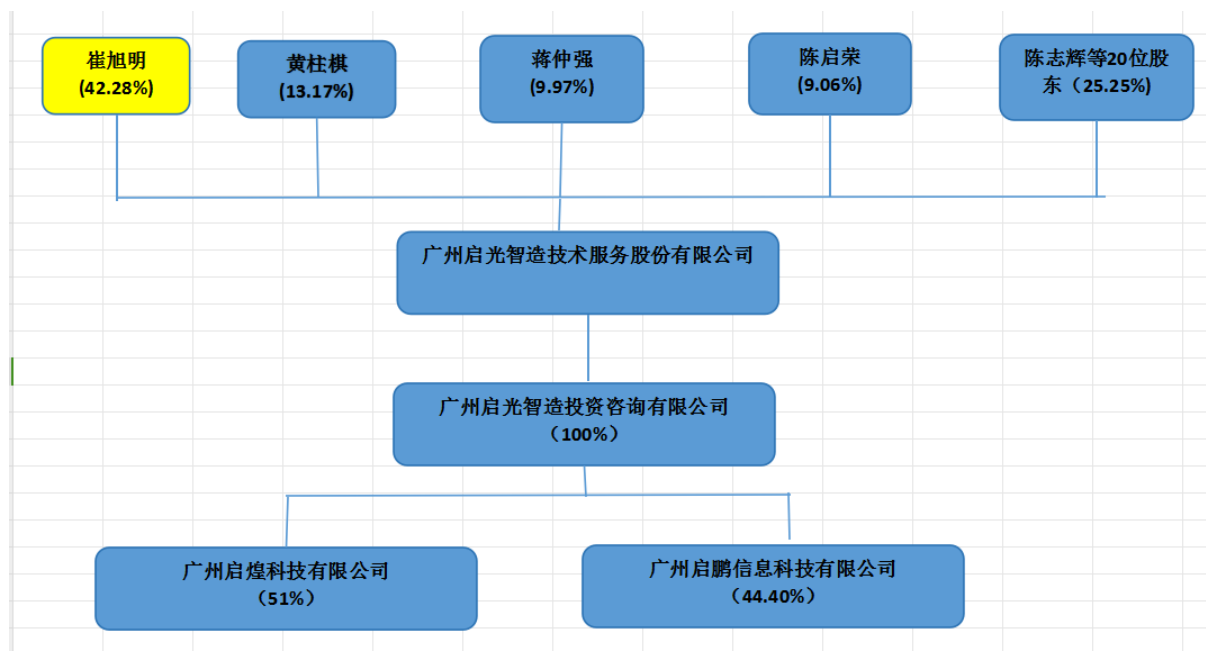 崔旭明
(42.28%)
黄柱棋
(13.17%)
蒋仲强
(9.97%)
陈启荣
(9.06%)
陈志辉等20位股
东（25.25%)
广州启光智造技术服务股份有限公司
广州启光智造投资咨询有限公司
（100%）
广州启煌科技有限公司
（51%）
广州启鹏信息科技有限公司
（44.40%）